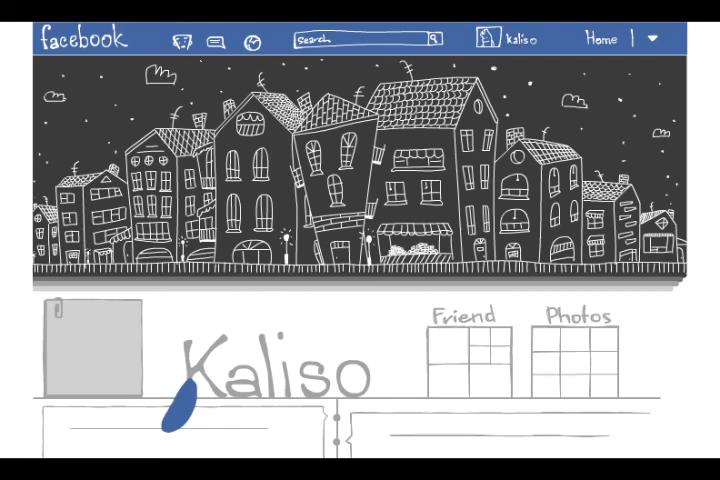 facebook
search
kaliso
Home
Friend
Photos
Kaliso